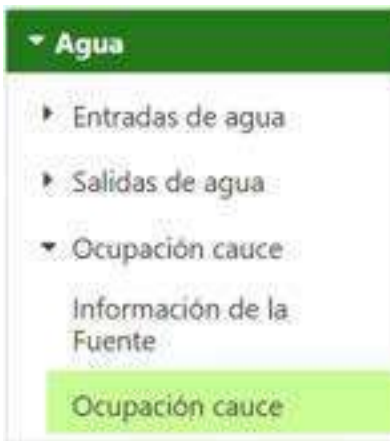 Agua
Entradas de agua
Salidas de agua
Ocupación cauce
Información de la
Fuente
Ocupación cauce